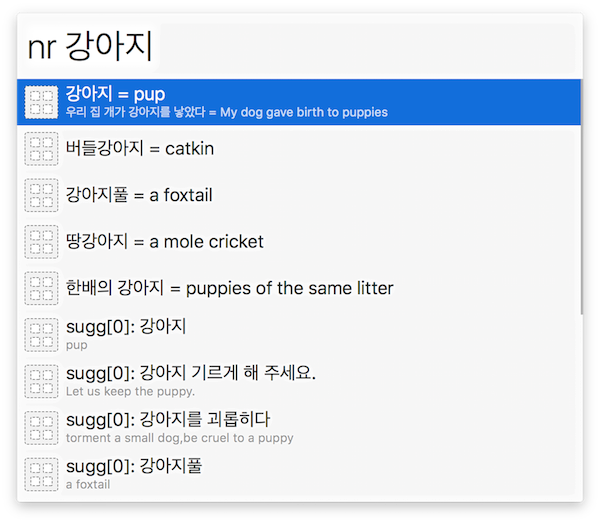 nr 강아지
강아지 = pup
우리 집 개가 강아지를 낳았다 = My dog gave birth to puppies
버들강아지 = catkin
강아지풀 = a foxtail
땅강아지 = a mole cricket
한배의 강아지 = puppies of the same litter
sugg[0]: 강아지
pup
sugg[0]: 강아지 기르게 해 주세요.
Let us keep the puppy.
sugg[0]: 강아지를 괴롭히다
torment a small dog,be cruel to a puppy
sugg[0]: 강아지풀
a foxtail